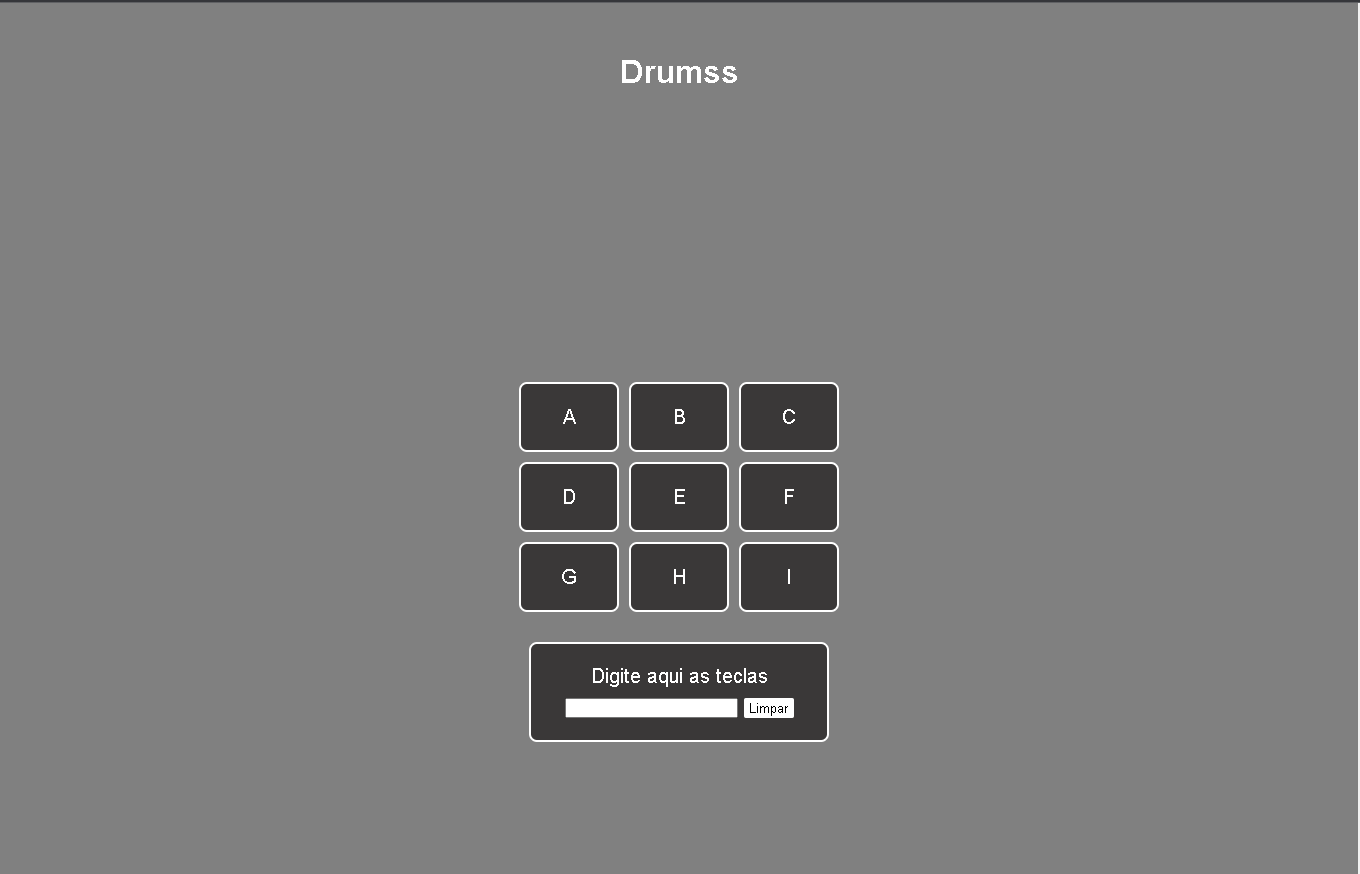 Drumss
A B C
D E F
G H I
Digite aqui as teclas
Limpar